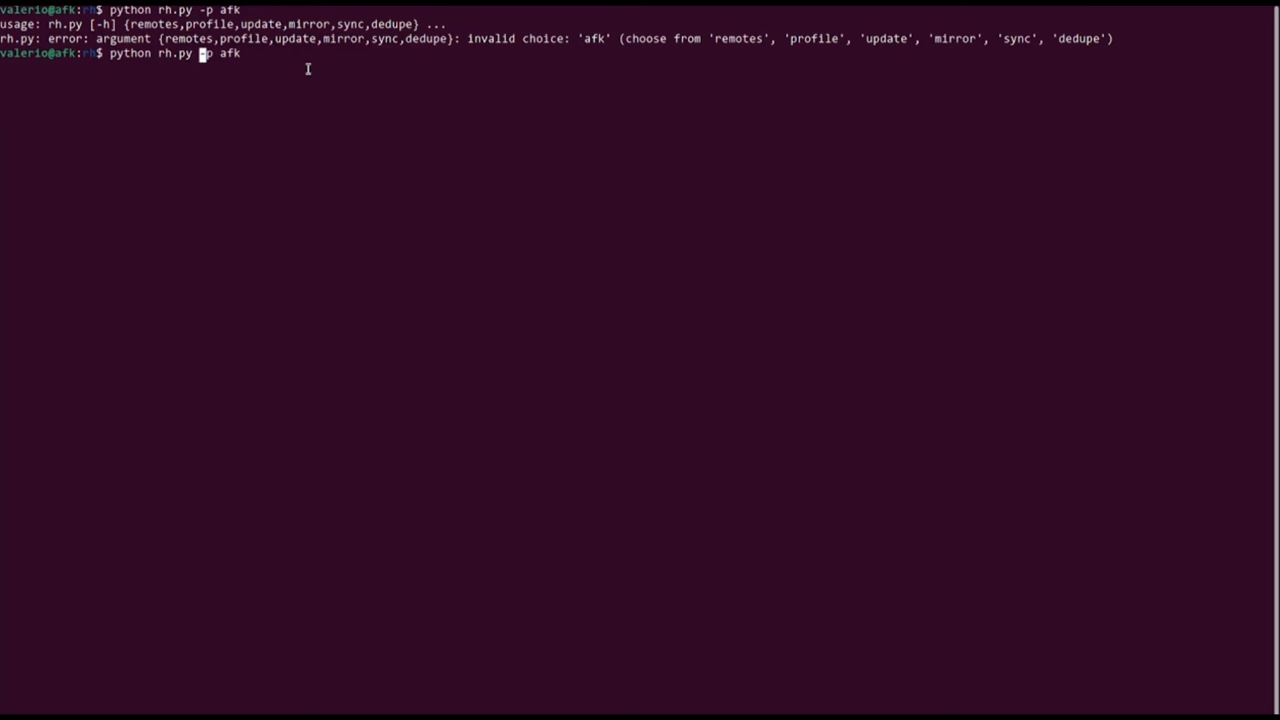 valerio@afk:rh$ python rh.py -p afk
usage: rh.py [-h] {remotes,profile,update,mirror,sync,dedupe} ...
rh.py: error: argument {remotes,profile,update,mirror,sync,dedupe}: invalid choice: 'afk' (choose from 'remotes', 'profile', 'update', 'mirror', 'sync', 'dedupe')
valerio@afk:rh$ python rh.py -p afk